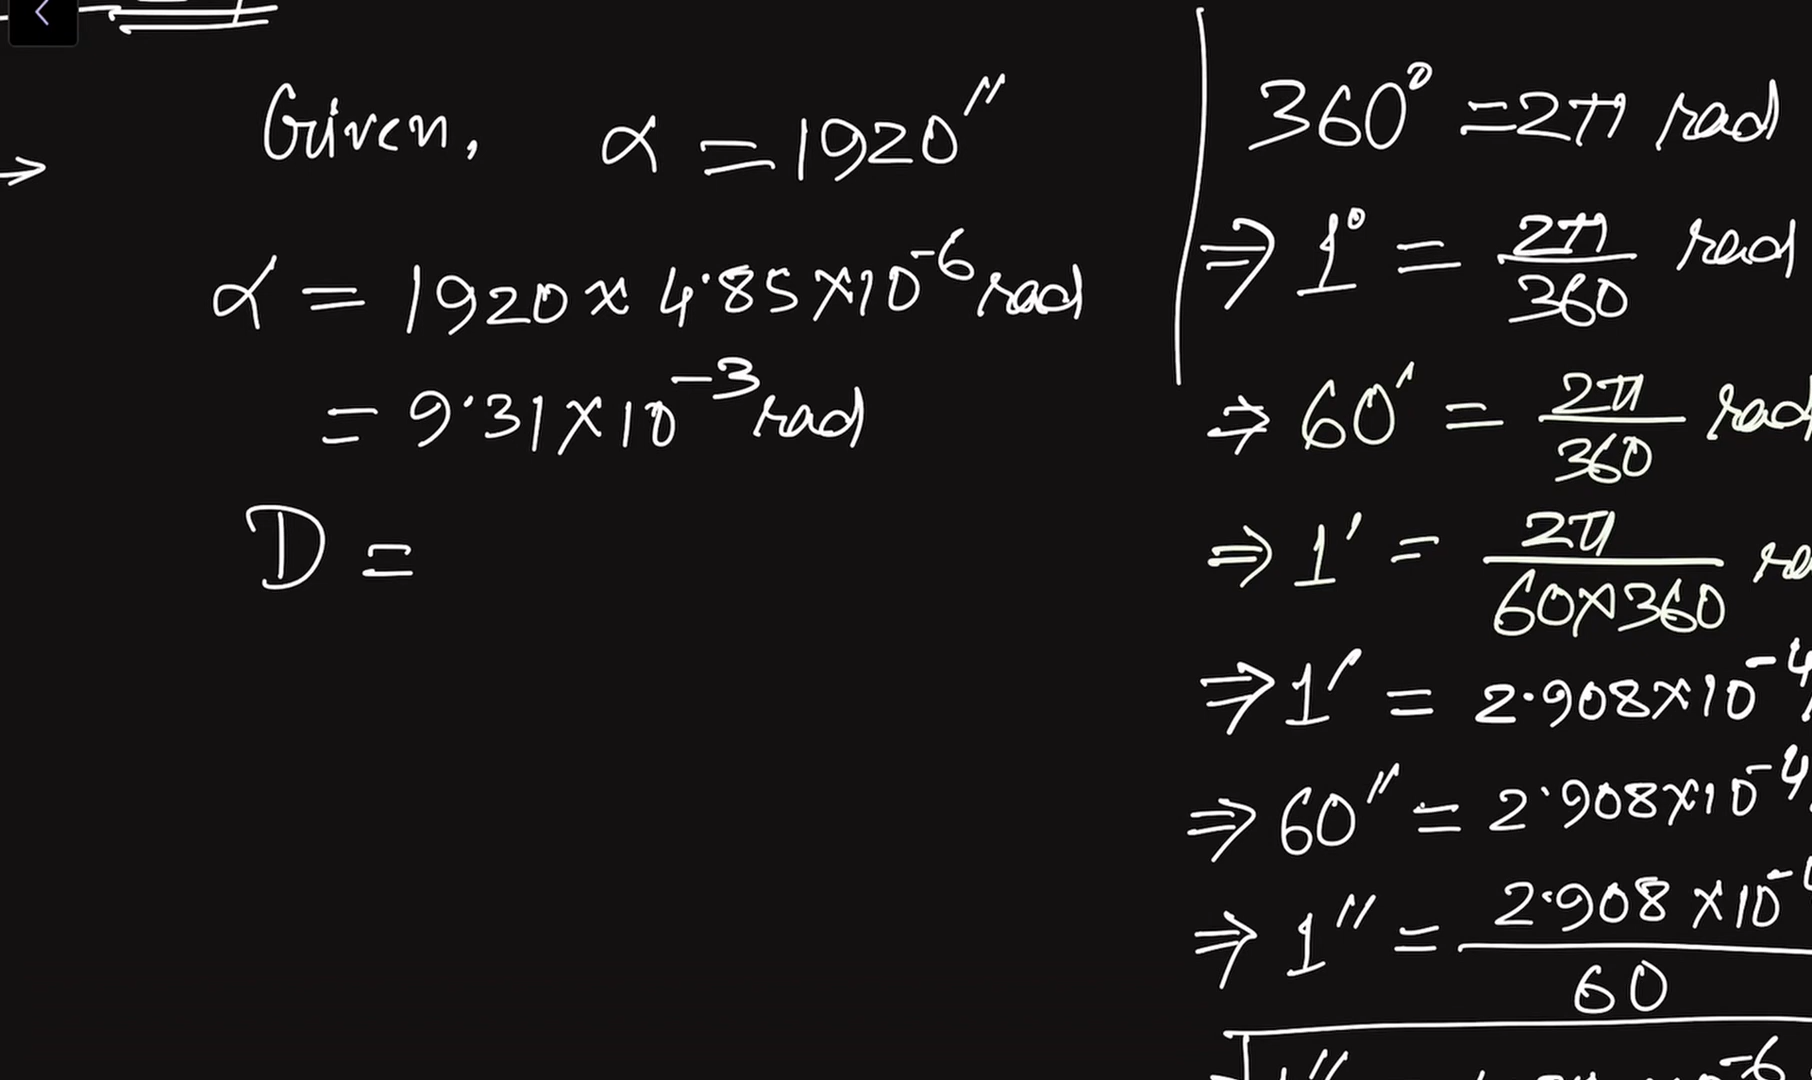 Given, α = 1920″
α = 1920 × 4.85 × 10⁻⁶ rad
= 9.31 × 10⁻³ rad
D =
360° = 2π rad
⇒ 1° = 2π/360 rad
⇒ 60′ = 2π/360 rad
⇒ 1′ = 2π/(60×360)
⇒ 1′ = 2.908×10⁻⁴
⇒ 60″ = 2.908×10⁻⁴
⇒ 1″ = 2.908×10⁻/60